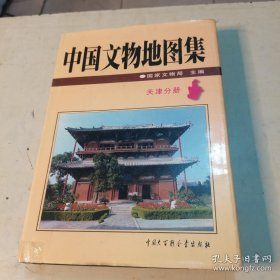 中国文物地图集
●国家文物局 主编
天津分册
中国大百科全书出版社
孔夫子旧书网